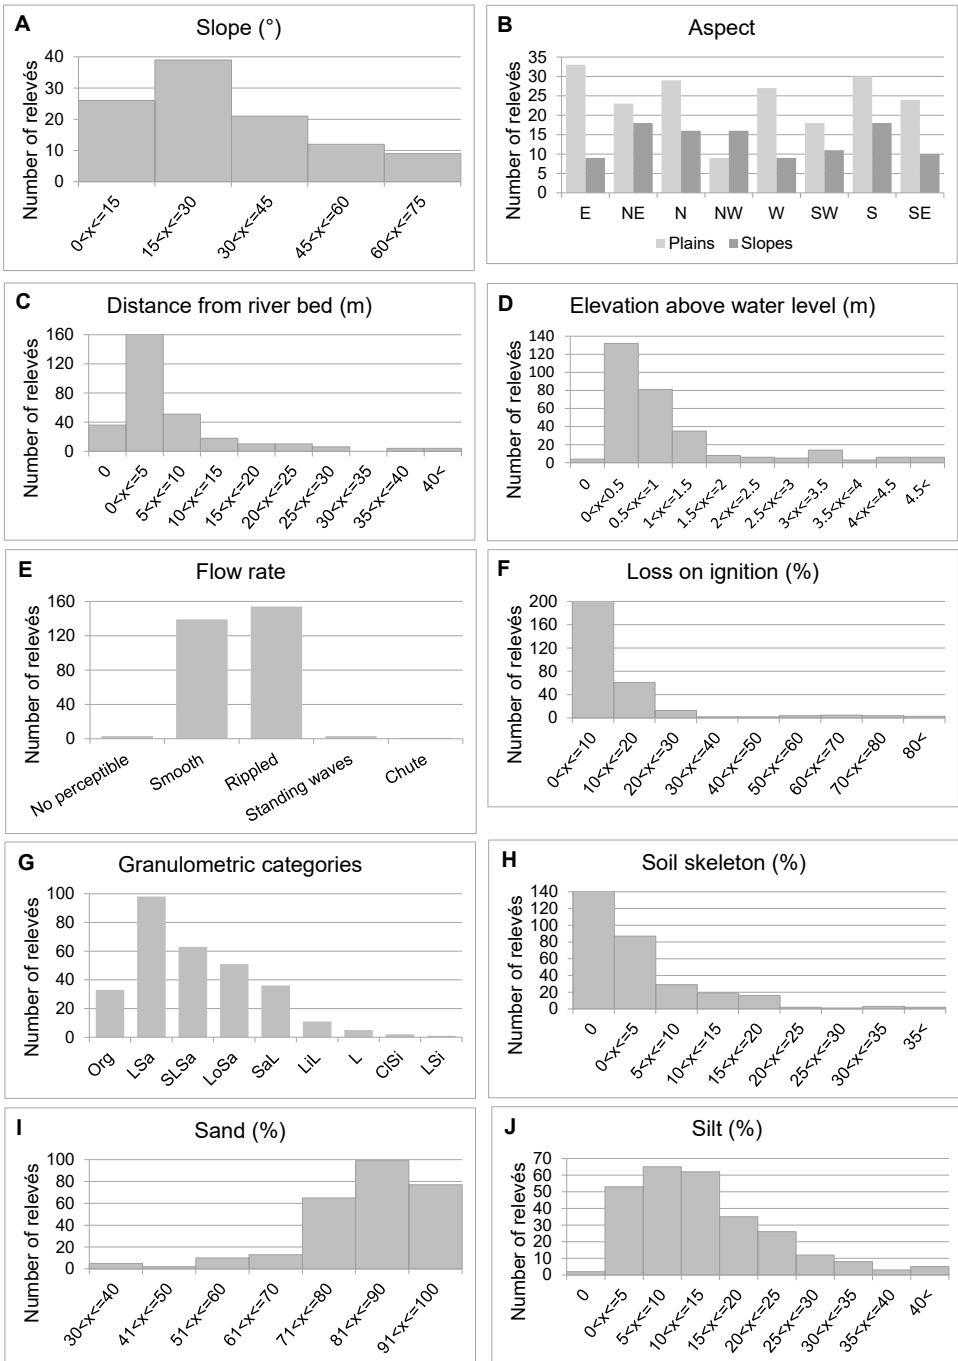 A
Slope (°)
Number of relevés
40
30
20
10
0
0<x<=15
15<x<=30
30<x<=45
45<x<=60
60<x<=75
B
Aspect
Number of relevés
35
30
25
20
15
10
5
0
E NE N NW W SW S SE
Plains Slopes
C
Distance from river bed (m)
Number of relevés
160
120
80
40
0
0
0<x<=5
5<x<=10
10<x<=15
15<x<=20
20<x<=25
25<x<=30
30<x<=35
35<x<=40
40<
D
Elevation above water level (m)
Number of relevés
140
120
100
80
60
40
20
0
0
0<x<0.5
0.5<x<=1
1<x<=1.5
1.5<x<=2
2<x<=2.5
2.5<x<=3
3<x<=3.5
3.5<x<=4
4<x<=4.5
4.5<
E
Flow rate
Number of relevés
160
120
80
40
0
No perceptible
Smooth
Rippled
Standing waves
Chute
F
Loss on ignition (%)
Number of relevés
200
160
120
80
40
0
0<x<=10
10<x<=20
20<x<=30
30<x<=40
40<x<=50
50<x<=60
60<x<=70
70<x<=80
80<
G
Granulometric categories
Number of relevés
100
80
60
40
20
0
Org
LSa
SLSa
LoSa
SaL
LiL
L
ClSi
LSi
H
Soil skeleton (%)
Number of relevés
140
120
100
80
60
40
20
0
0
0<x<=5
5<x<=10
10<x<=15
15<x<=20
20<x<=25
25<x<=30
30<x<=35
35<
I
Sand (%)
Number of relevés
100
80
60
40
20
0
30<x<=40
41<x<=50
51<x<=60
61<x<=70
71<x<=80
81<x<=90
91<x<=100
J
Silt (%)
Number of relevés
70
60
50
40
30
20
10
0
0
0<x<=5
5<x<=10
10<x<=15
15<x<=20
20<x<=25
25<x<=30
30<x<=35
35<x<=40
40<